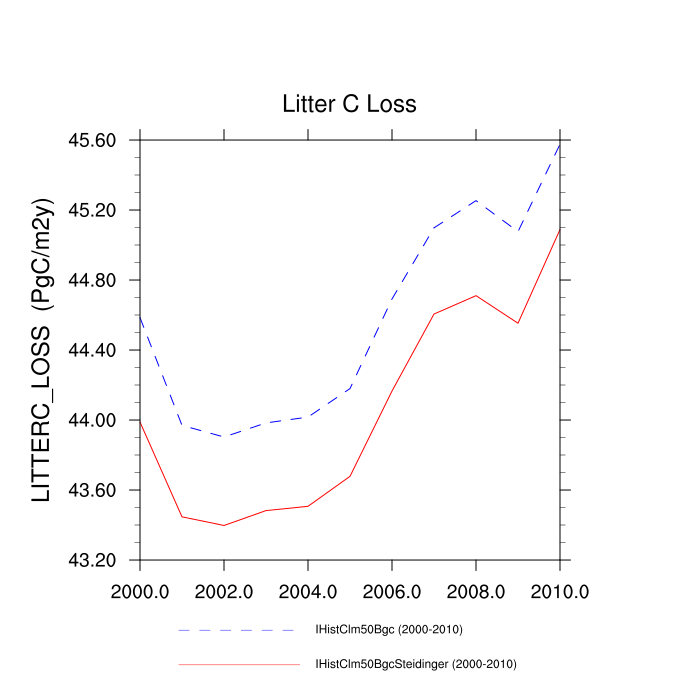 Litter C Loss
LITTERC_LOSS (PgC/m2y)
45.60
45.20
44.80
44.40
44.00
43.60
43.20
2000.0 2002.0 2004.0 2006.0 2008.0 2010.0
IHistClm50Bgc (2000-2010)
IHistClm50BgcSteidinger (2000-2010)